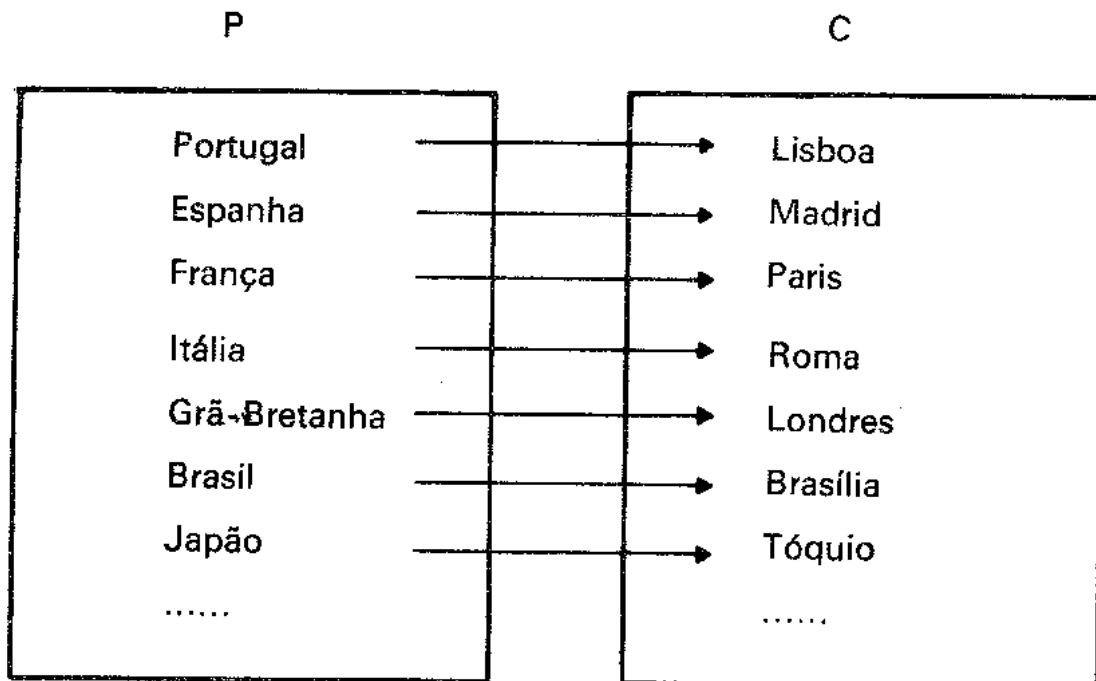 P C
Portugal Lisboa
Espanha Madrid
França Paris
Itália Roma
Grã-Bretanha Londres
Brasil Brasília
Japão Tóquio
...... ......